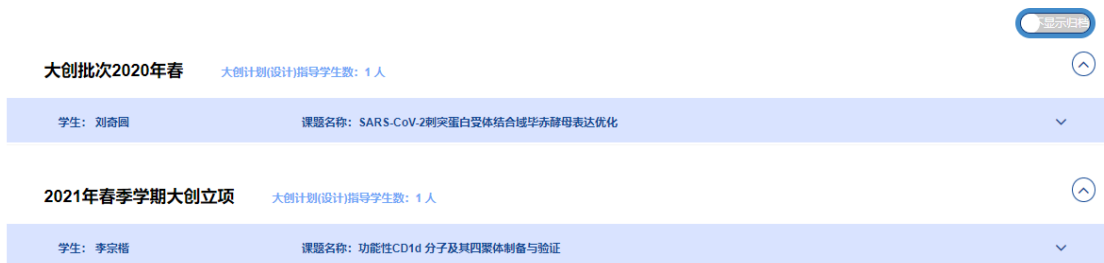 不显示归档
大创批次2020年春 大创计划(设计)指导学生数：1 人
学生： 刘奇圆 课题名称：SARS-CoV-2刺突蛋白受体结合域毕赤酵母表达优化
2021年春季学期大创立项 大创计划(设计)指导学生数：1 人
学生： 李宗楷 课题名称：功能性CD1d 分子及其四聚体制备与验证